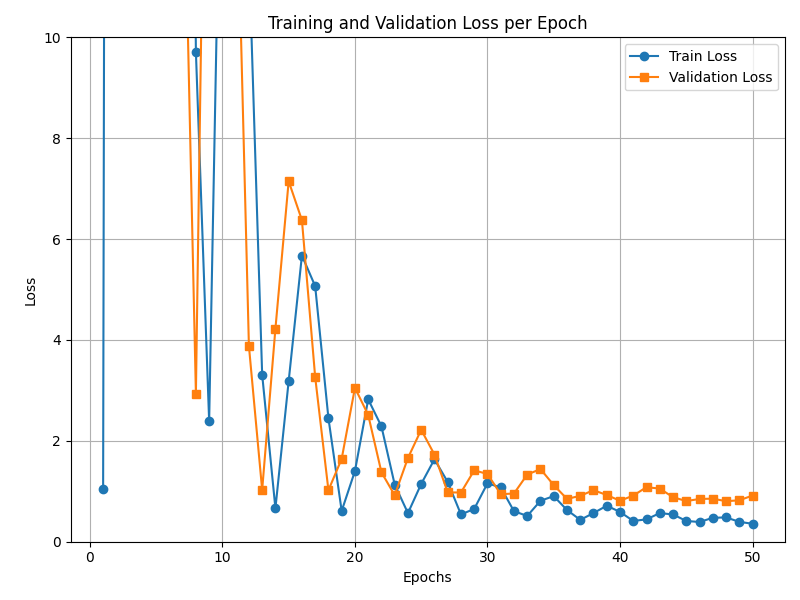 Training and Validation Loss per Epoch
Train Loss
Validation Loss
10
8
6
4
2
0
Loss
0 10 20 30 40 50
Epochs